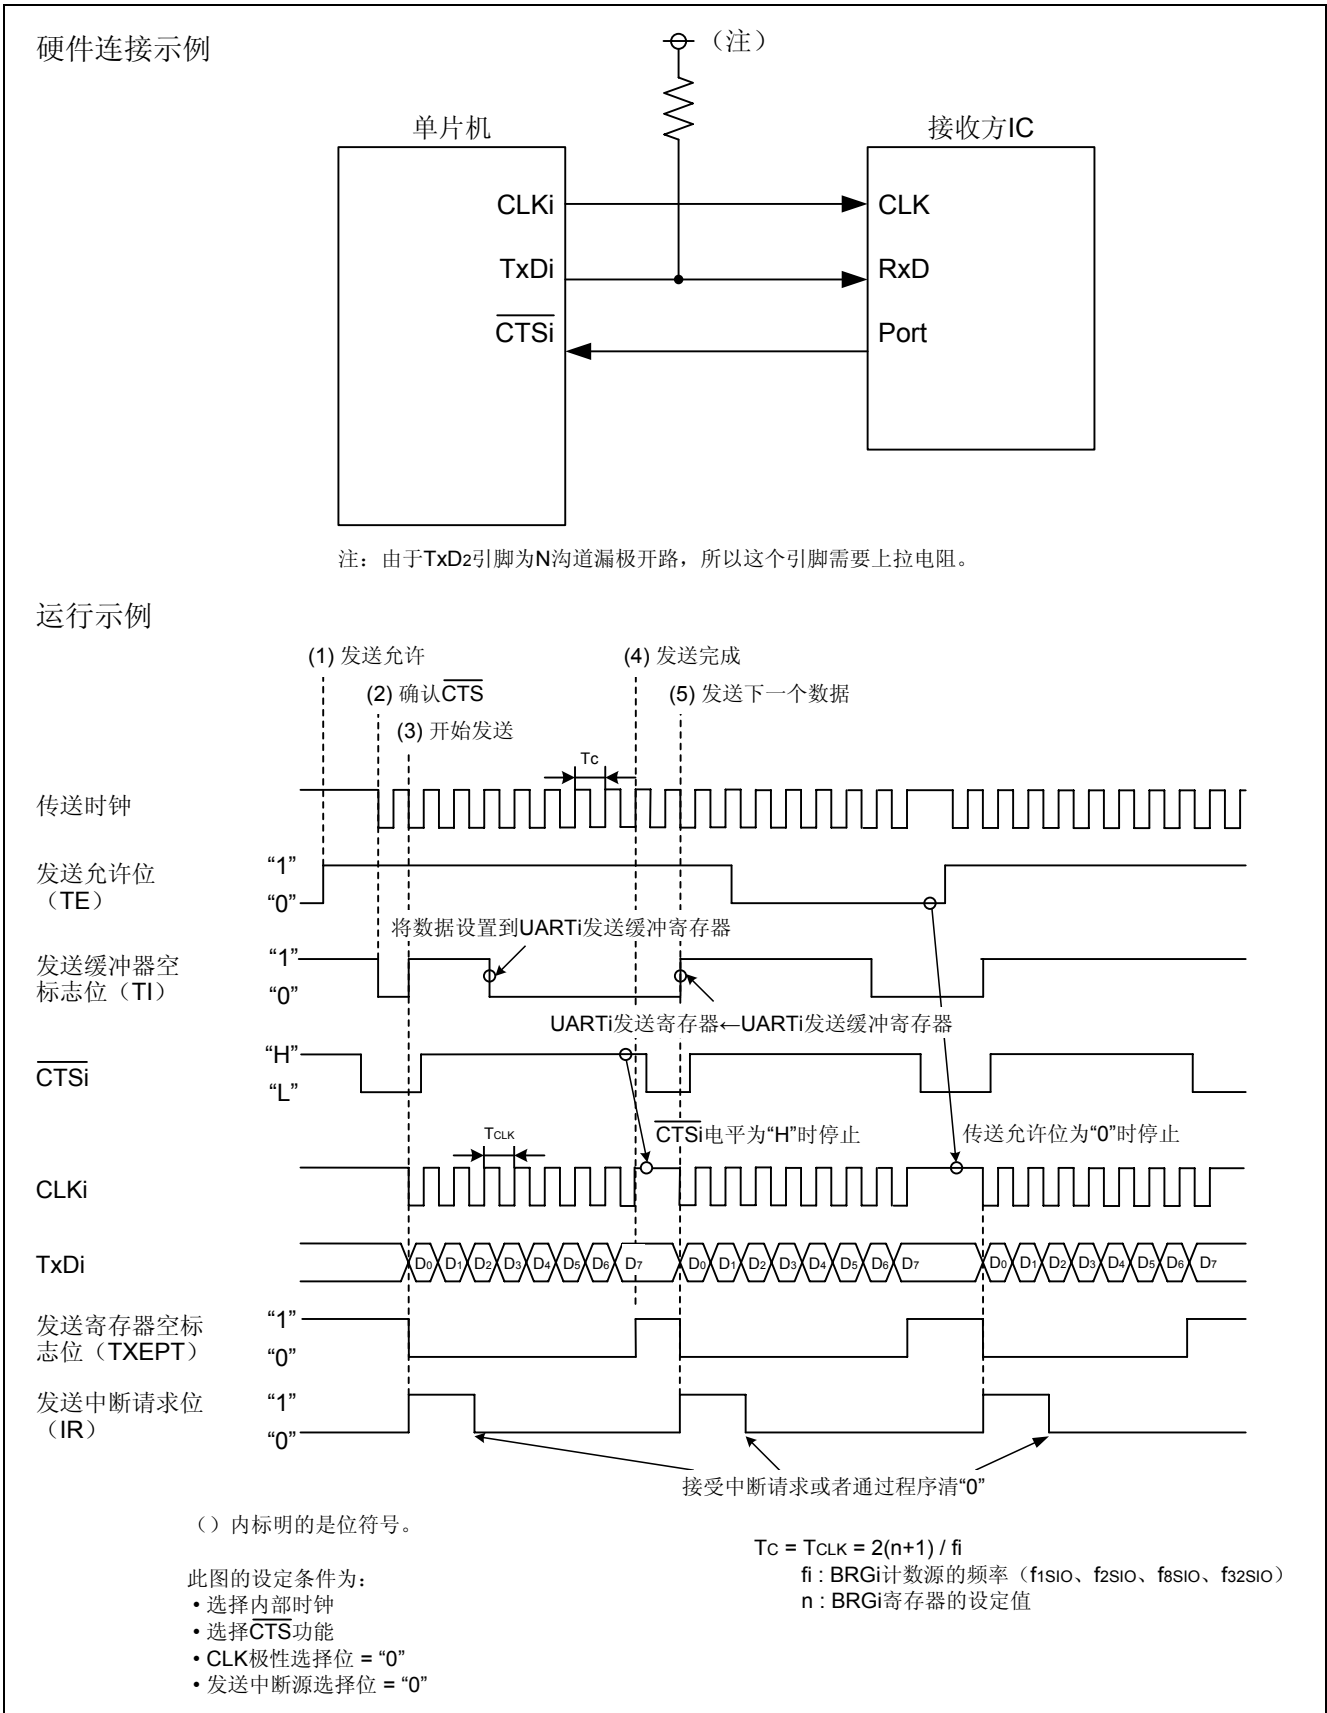 硬件连接示例
（注）
单片机
接收方IC
CLKi
CLK
TxDi
RxD
CTSi
Port
注：由于TxD2引脚为N沟道漏极开路，所以这个引脚需要上拉电阻。
运行示例
(1) 发送允许
(4) 发送完成
(2) 确认CTS
(5) 发送下一个数据
(3) 开始发送
Tc
传送时钟
发送允许位
（TE）
“1”
“0”
将数据设置到UARTi发送缓冲寄存器
发送缓冲器空
标志位（TI）
“1”
“0”
UARTi发送寄存器←UARTi发送缓冲寄存器
CTSi
“H”
“L”
CTSi电平为“H”时停止
传送允许位为“0”时停止
TCLK
CLKi
TxDi
D0 D1 D2 D3 D4 D5 D6 D7 D0 D1 D2 D3 D4 D5 D6 D7 D0 D1 D2 D3 D4 D5 D6 D7
发送寄存器空标
志位（TXEPT）
“1”
“0”
发送中断请求位
（IR）
“1”
“0”
接受中断请求或者通过程序清“0”
（）内标明的是位符号。
Tc = TCLK = 2(n+1) / fi
fi : BRGi计数源的频率（f1SIO、f2SIO、f8SIO、f32SIO）
n : BRGi寄存器的设定值
此图的设定条件为：
• 选择内部时钟
• 选择CTS功能
• CLK极性选择位 = “0”
• 发送中断源选择位 = “0”